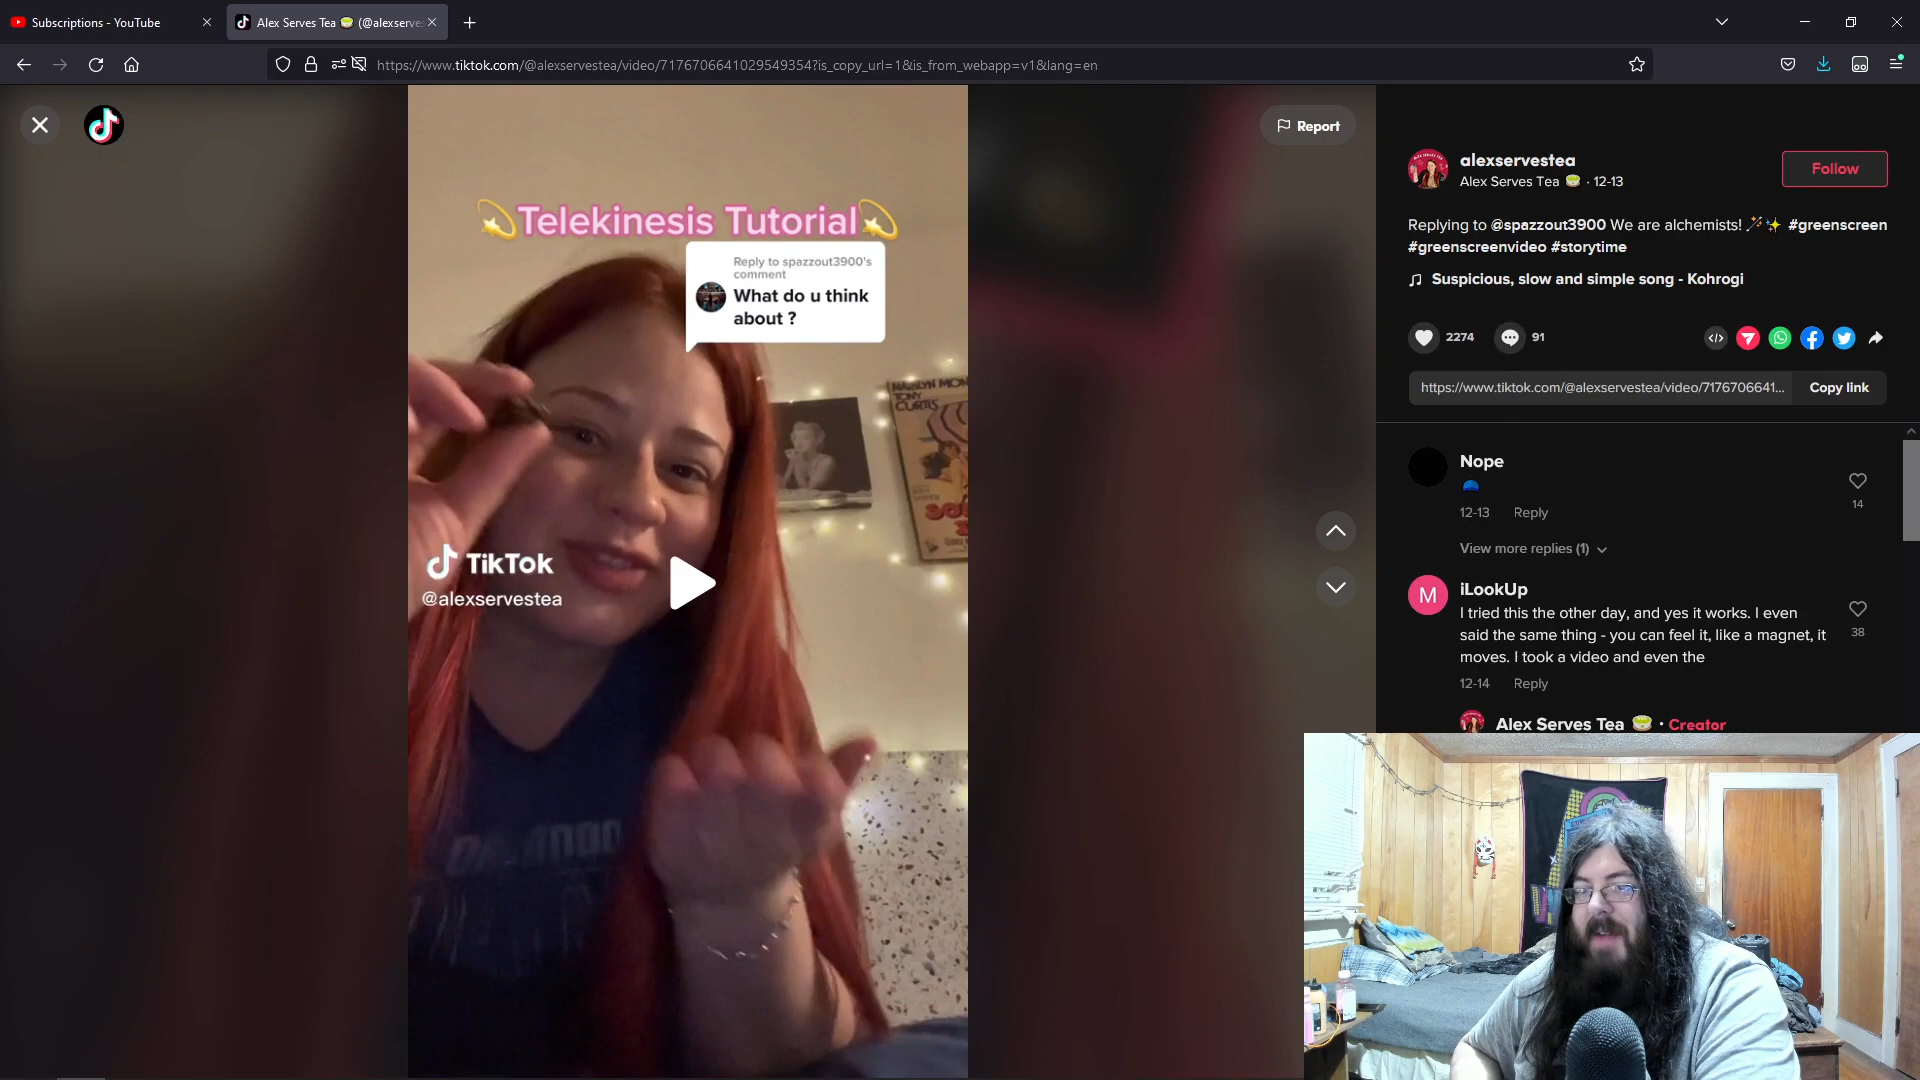 Subscriptions - YouTube
Alex Serves Tea 🍵 (@alexserve
https://www.tiktok.com/@alexservestea/video/7176706641029549354?is_copy_url=1&is_from_webapp=v1&lang=en
Report
💫Telekinesis Tutorial💫
Reply to spazzout3900's
comment
What do u think
about ?
MARILYN MON
TONY
CURTIS
TikTok
@alexservestea
alexservestea
Alex Serves Tea 🍵 · 12-13
Follow
Replying to @spazzout3900 We are alchemists! 🪄✨ #greenscreen
#greenscreenvideo #storytime
Suspicious, slow and simple song - Kohrogi
2274
91
https://www.tiktok.com/@alexservestea/video/7176706641...
Copy link
Nope
🧢
14
12-13 Reply
View more replies (1)
M
iLookUp
I tried this the other day, and yes it works. I even
said the same thing - you can feel it, like a magnet, it
moves. I took a video and even the
38
12-14 Reply
Alex Serves Tea 🍵 · Creator